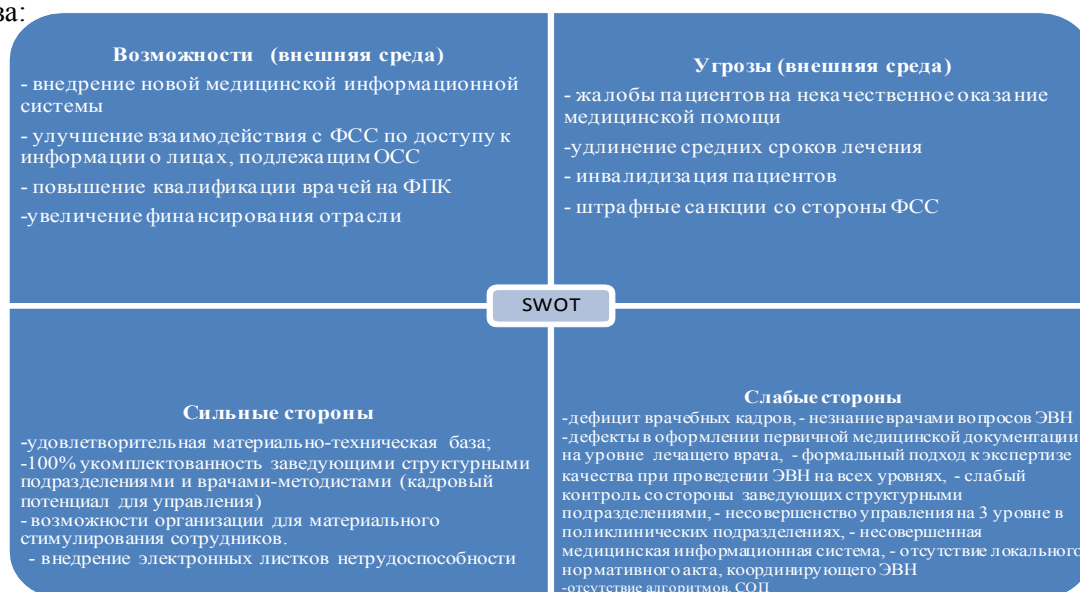 ва:
Возможности (внешняя среда)
- внедрение новой медицинской информационной
системы
- улучшение взаимодействия с ФСС по доступу к
информации о лицах, подлежащим ОСС
- повышение квалификации врачей на ФПК
-увеличение финансирования отрасли
Угрозы (внешняя среда)
- жалобы пациентов на некачественное оказание
медицинской помощи
-удлинение средних сроков лечения
- инвалидизация пациентов
- штрафные санкции со стороны ФСС
SWOT
Сильные стороны
-удовлетворительная материально-техническая база;
-100% укомплектованность заведующими структурными
подразделениями и врачами-методистами (кадровый
потенциал для управления)
- возможности организации для материального
стимулирования сотрудников.
- внедрение электронных листков нетрудоспособности
Слабые стороны
-дефицит врачебных кадров, - незнание врачами вопросов ЭВН
-дефекты в оформлении первичной медицинской документации
на уровне лечащего врача, - формальный подход к экспертизе
качества при проведении ЭВН на всех уровнях, - слабый
контроль со стороны заведующих структурными
подразделениями, - несовершенство управления на 3 уровне в
поликлинических подразделениях, - несовершенная
медицинская информационная система, - отсутствие локального
нормативного акта, координирующего ЭВН
-отсутствие алгоритмов, СОП